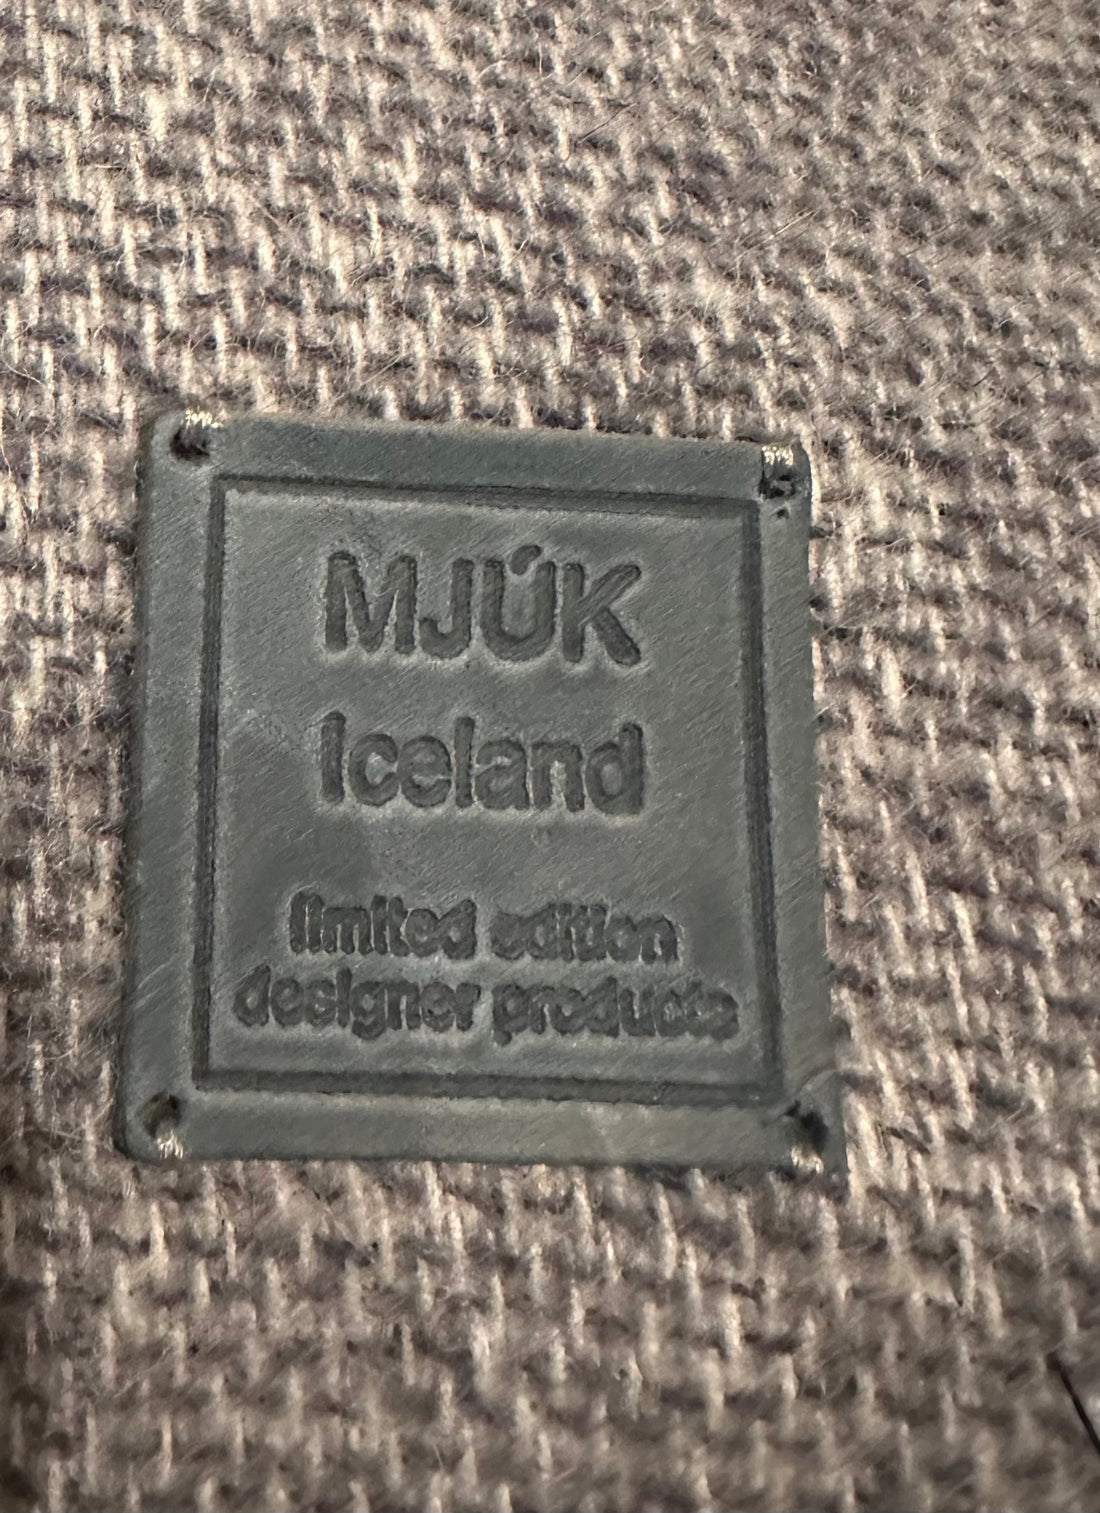 MJÚK
Iceland
limited edition
designer products